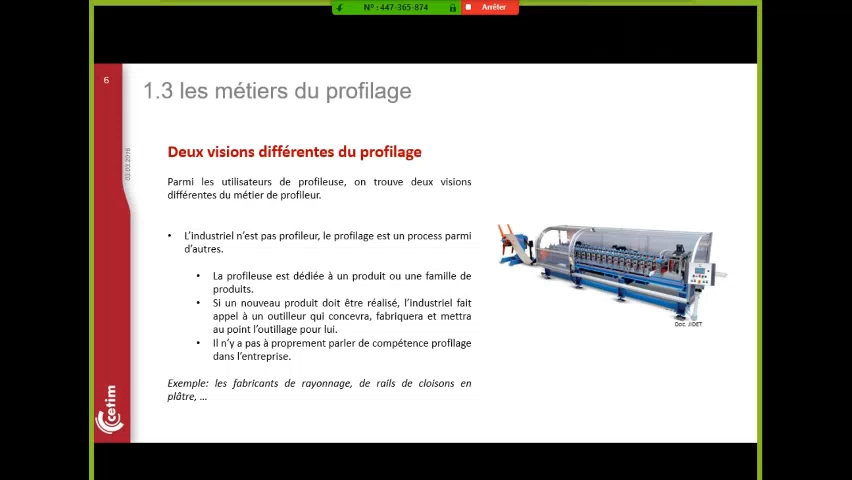 N° : 447-365-874
Arrêter
6
1.3 les métiers du profilage
09.03.2016
Deux visions différentes du profilage
Parmi les utilisateurs de profileuse, on trouve deux visions
différentes du métier de profileur.
• L’industriel n’est pas profileur, le profilage est un process parmi
d’autres.
• La profileuse est dédiée à un produit ou une famille de
produits.
• Si un nouveau produit doit être réalisé, l’industriel fait
appel à un outilleur qui concevra, fabriquera et mettra
au point l’outillage pour lui.
• Il n’y a pas à proprement parler de compétence profilage
dans l’entreprise.
Exemple: les fabricants de rayonnage, de rails de cloisons en
plâtre, …
Doc. JIDET
cetim